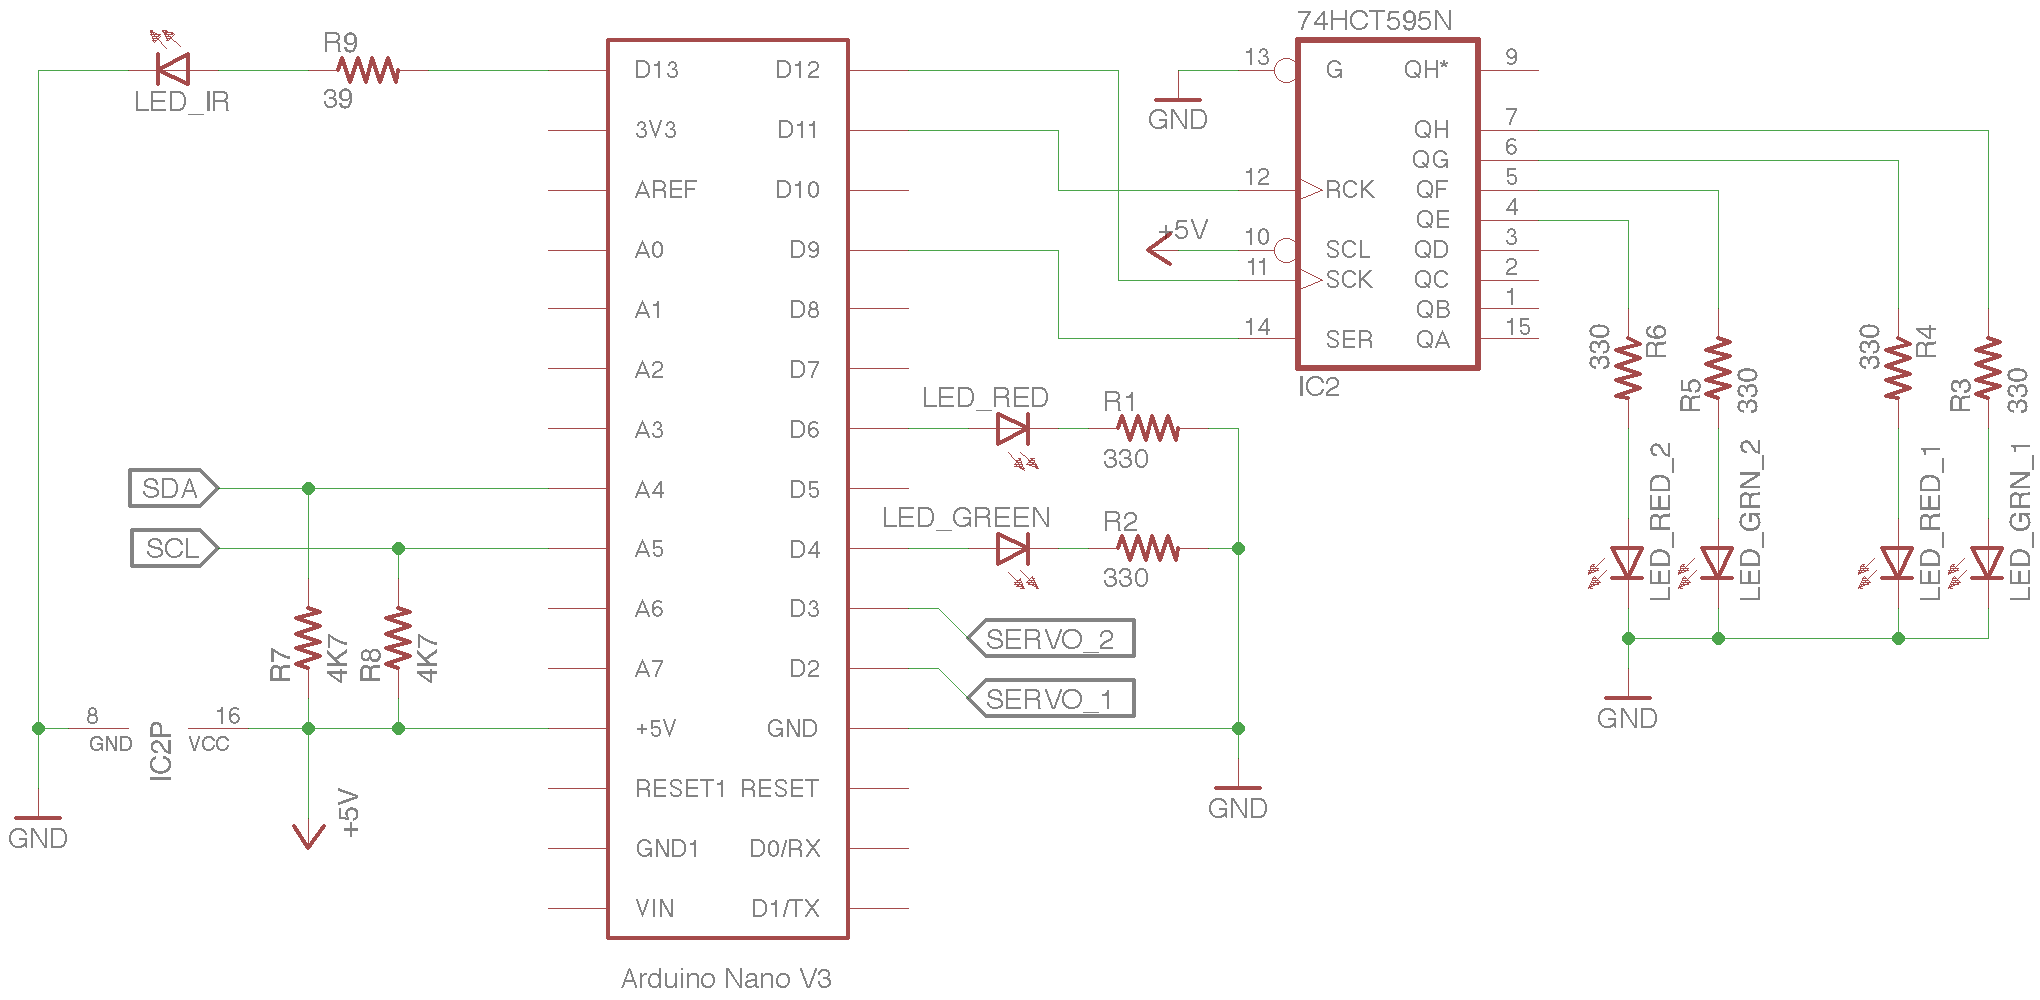 74HCT595N
LED_IR
R9
39
D13
3V3
AREF
A0
A1
A2
A3
A4
A5
A6
A7
+5V
RESET1
GND1
VIN
D12
D11
D10
D9
D8
D7
D6
D5
D4
D3
D2
GND
RESET
D0/RX
D1/TX
Arduino Nano V3
SDA
SCL
R7
4K7
R8
4K7
8
GND
IC2P
16
VCC
GND
+5V
LED_RED
R1
330
LED_GREEN
R2
330
SERVO_2
SERVO_1
GND
GND
+5V
13
12
10
11
14
G
RCK
SCL
SCK
SER
QH*
QH
QG
QF
QE
QD
QC
QB
QA
9
7
6
5
4
3
2
1
15
IC2
330
R6
R5
330
330
R4
R3
330
LED_RED_2
LED_GRN_2
LED_RED_1
LED_GRN_1
GND